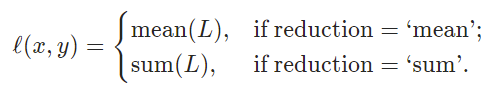 ℓ(x, y) = { mean(L), if reduction = ‘mean’;
sum(L), if reduction = ‘sum’.